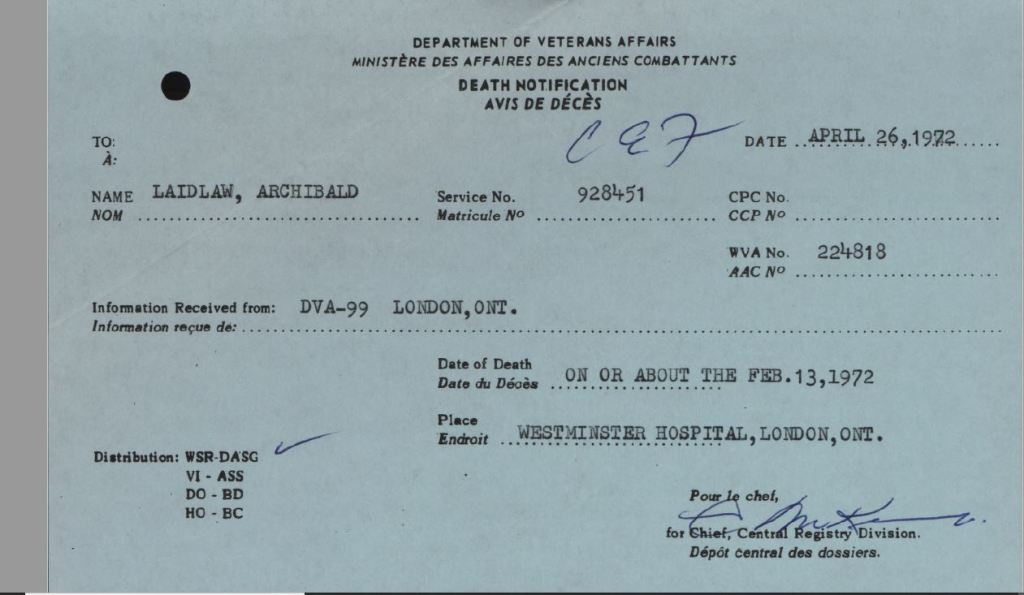 DEPARTMENT OF VETERANS AFFAIRS
MINISTÈRE DES AFFAIRES DES ANCIENS COMBATTANTS
DEATH NOTIFICATION
AVIS DE DÉCÈS
CEF
TO:
À:
DATE APRIL 26, 1972
NAME LAIDLAW, ARCHIBALD Service No. 928451 CPC No.
NOM Matricule Nº CCP Nº
WVA No. 224818
AAC Nº
Information Received from: DVA-99 LONDON, ONT.
Information reçue de:
Date of Death
Date du Décès ON OR ABOUT THE FEB. 13, 1972
Place
Endroit WESTMINSTER HOSPITAL, LONDON, ONT.
Distribution: WSR-DASG
VI - ASS
DO - BD
HO - BC
Pour le chef,
for Chief, Central Registry Division.
Dépôt central des dossiers.